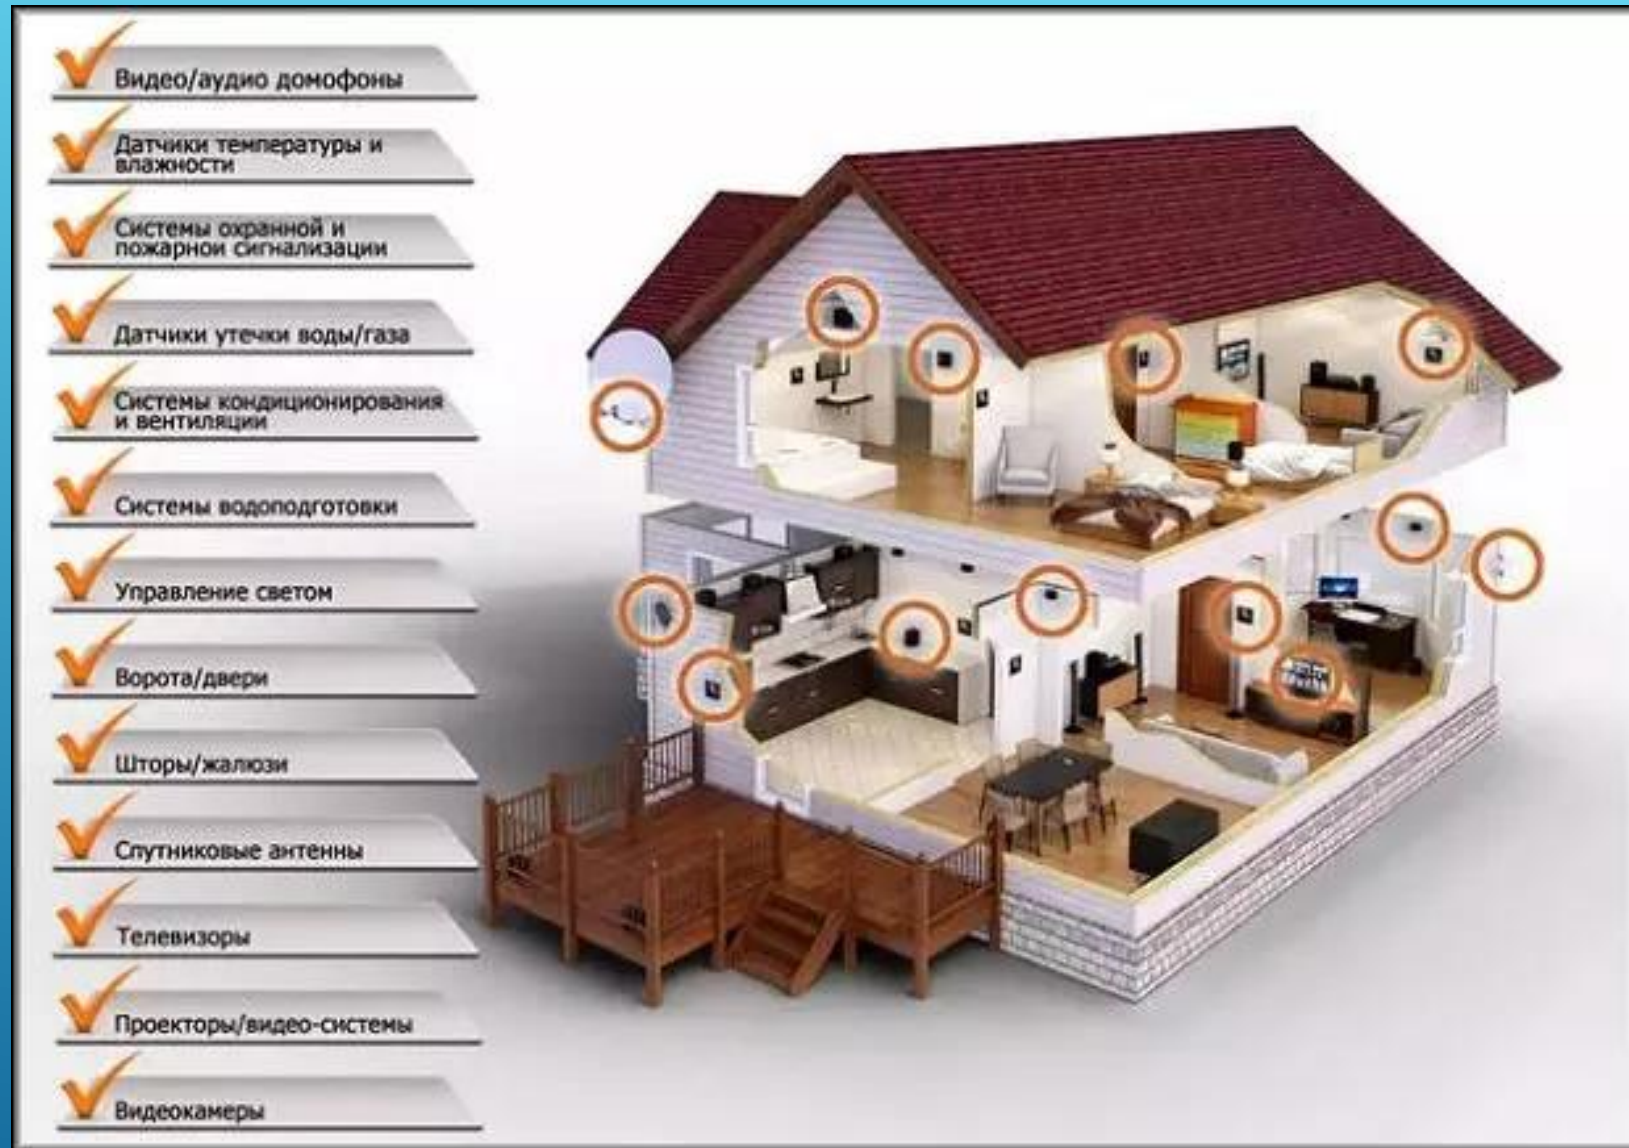 Видео/аудио домофоны
Датчики температуры и
влажности
Системы охранной и
пожарной сигнализации
Датчики утечки воды/газа
Системы кондиционирования
и вентиляции
Системы водоподготовки
Управление светом
Ворота/двери
Шторы/жалюзи
Спутниковые антенны
Телевизоры
Проекторы/видео-системы
Видеокамеры